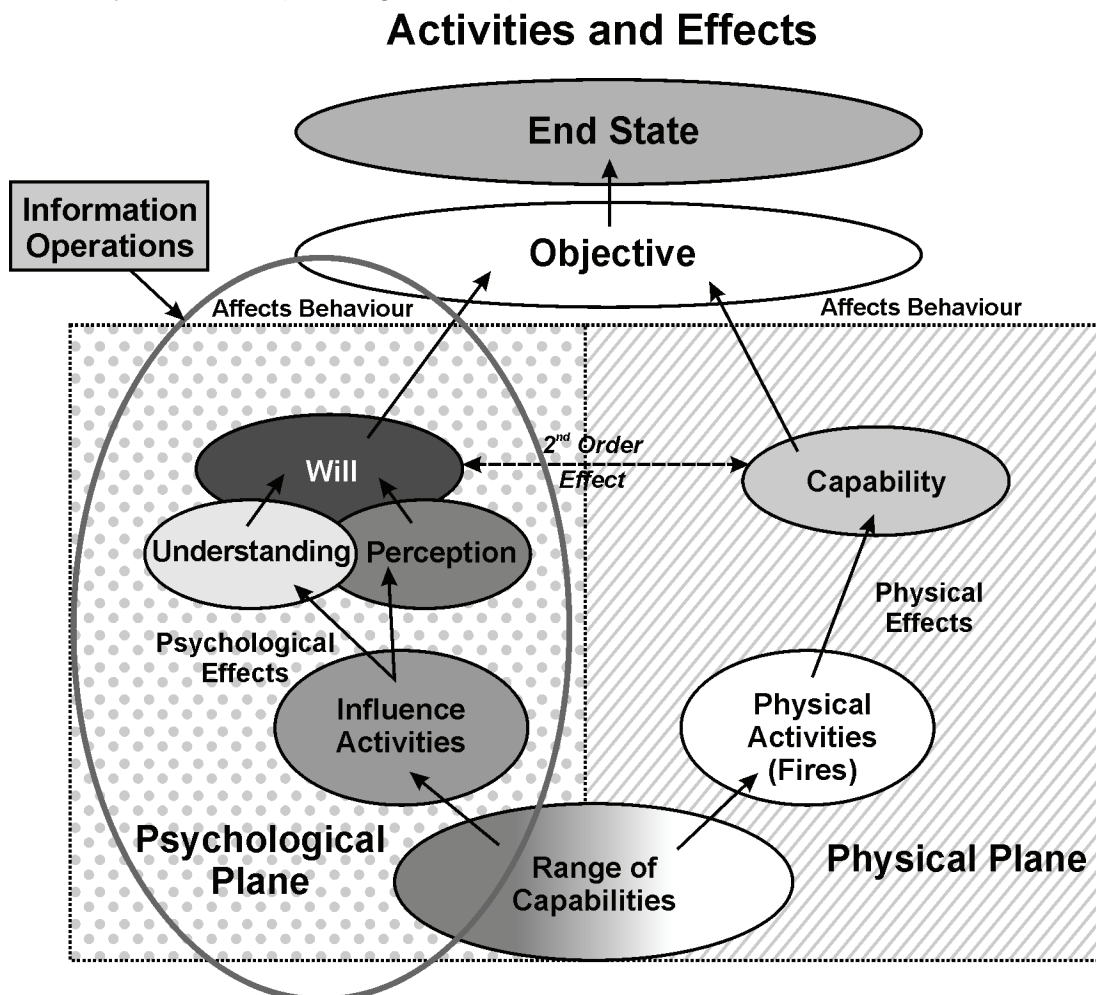 Activities and Effects
End State
Information
Operations
Objective
Affects Behaviour
Affects Behaviour
2nd Order
Effect
Will
Capability
Understanding
Perception
Physical
Effects
Psychological
Effects
Influence
Activities
Physical
Activities
(Fires)
Psychological
Plane
Range of
Capabilities
Physical Plane